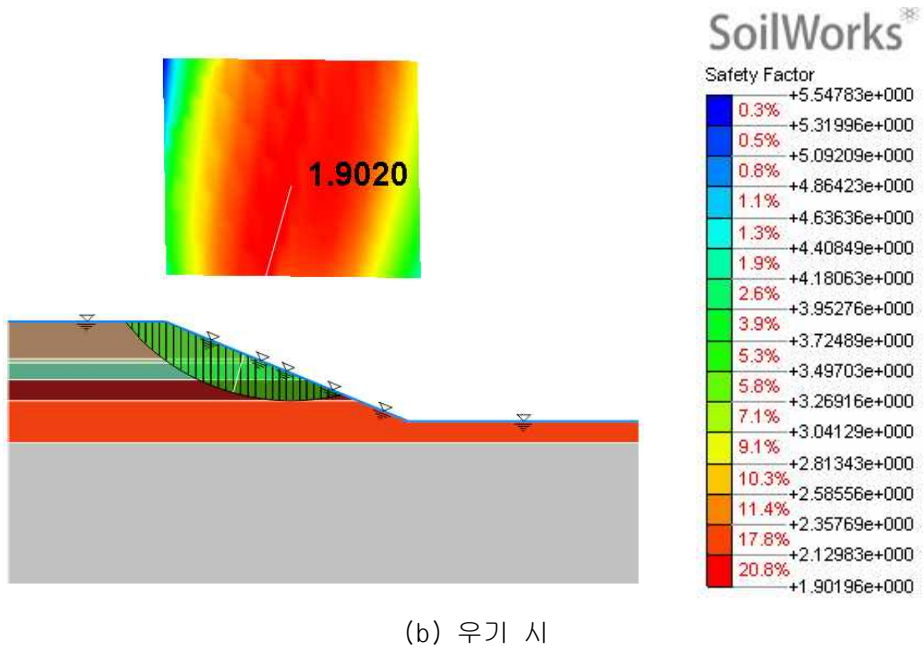 SoilWorks
Safety Factor
+5.54783e+000
0.3%
+5.31996e+000
0.5%
+5.09209e+000
0.8%
+4.86423e+000
1.1%
+4.63636e+000
1.3%
+4.40849e+000
1.9%
+4.18063e+000
2.6%
+3.95276e+000
3.9%
+3.72489e+000
5.3%
+3.49703e+000
5.8%
+3.26916e+000
7.1%
+3.04129e+000
9.1%
+2.81343e+000
10.3%
+2.58556e+000
11.4%
+2.35769e+000
17.8%
+2.12983e+000
20.8%
+1.90196e+000
1.9020
(b) 우기 시